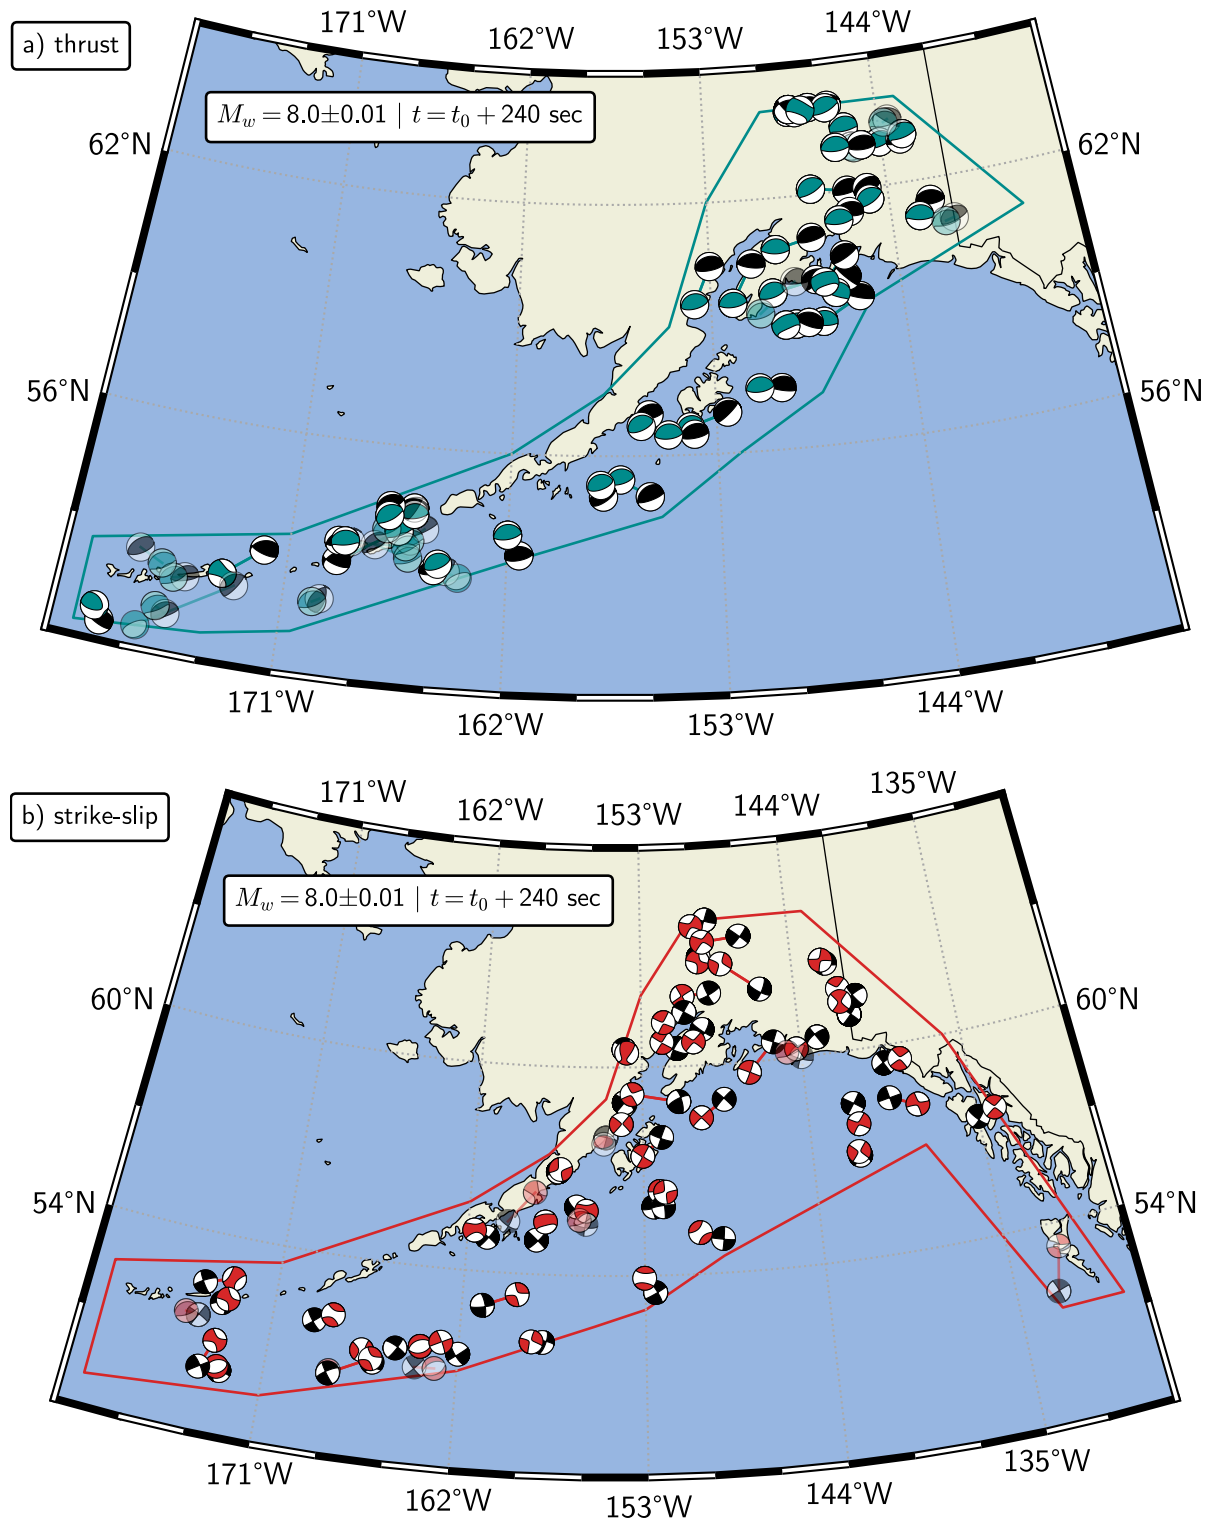 171°W
162°W
153°W
144°W
a) thrust
M_w = 8.0±0.01 | t = t_0 + 240 sec
62°N
62°N
56°N
56°N
171°W
162°W
153°W
144°W
171°W
162°W
153°W
144°W
135°W
b) strike-slip
M_w = 8.0±0.01 | t = t_0 + 240 sec
60°N
60°N
54°N
54°N
171°W
162°W
153°W
144°W
135°W